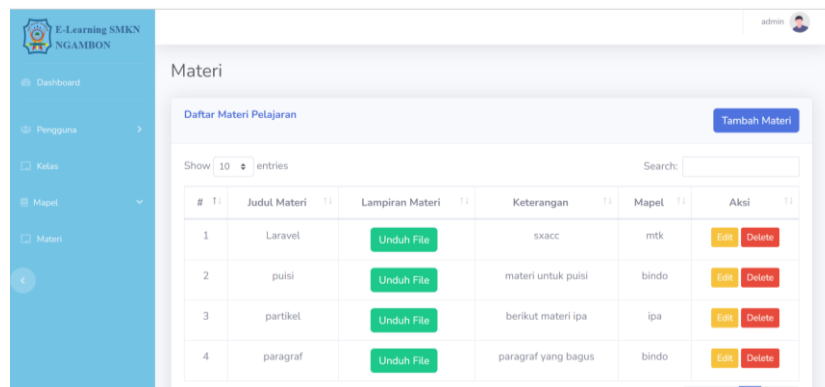 E-Learning SMKN
NGAMBON
admin
Dashboard
Pengguna
Kelas
Mapel
Materi
Materi
Daftar Materi Pelajaran
Tambah Materi
Show 10 entries
Search:
# Judul Materi Lampiran Materi Keterangan Mapel Aksi
1 Laravel Unduh File sxacc mtk Edit Delete
2 puisi Unduh File materi untuk puisi bindo Edit Delete
3 partikel Unduh File berikut materi ipa ipa Edit Delete
4 paragraf Unduh File paragraf yang bagus bindo Edit Delete